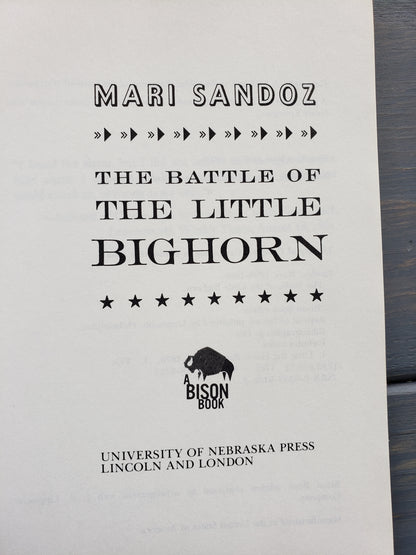 MARI SANDOZ
THE BATTLE OF
THE LITTLE
BIGHORN
A
BISON
BOOK
UNIVERSITY OF NEBRASKA PRESS
LINCOLN AND LONDON